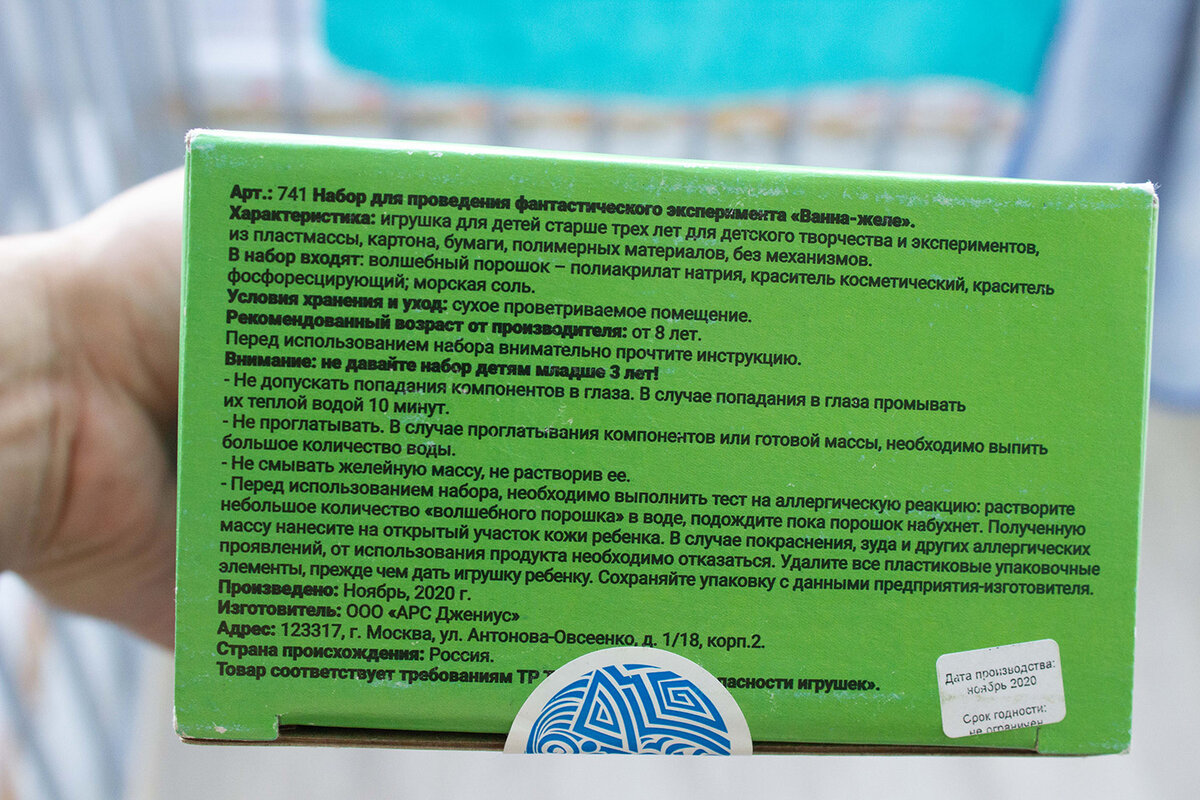 Арт.: 741 Набор для проведения фантастического эксперимента «Ванна-желе».
Характеристика: игрушка для детей старше трех лет для детского творчества и экспериментов,
из пластмассы, картона, бумаги, полимерных материалов, без механизмов.
В набор входят: волшебный порошок – полиакрилат натрия, краситель косметический, краситель
фосфоресцирующий; морская соль.
Условия хранения и уход: сухое проветриваемое помещение.
Рекомендованный возраст от производителя: от 8 лет.
Перед использованием набора внимательно прочтите инструкцию.
Внимание: не давайте набор детям младше 3 лет!
- Не допускать попадания компонентов в глаза. В случае попадания в глаза промывать
их теплой водой 10 минут.
- Не проглатывать. В случае проглатывания компонентов или готовой массы, необходимо выпить
большое количество воды.
- Не смывать желейную массу, не растворив ее.
- Перед использованием набора, необходимо выполнить тест на аллергическую реакцию: растворите
небольшое количество «волшебного порошка» в воде, подождите пока порошок набухнет. Полученную
массу нанесите на открытый участок кожи ребенка. В случае покраснения, зуда и других аллергических
проявлений, от использования продукта необходимо отказаться. Удалите все пластиковые упаковочные
элементы, прежде чем дать игрушку ребенку. Сохраняйте упаковку с данными предприятия-изготовителя.
Произведено: Ноябрь, 2020 г.
Изготовитель: ООО «АРС Джениус»
Адрес: 123317, г. Москва, ул. Антонова-Овсеенко, д. 1/18, корп.2.
Страна происхождения: Россия.
Товар соответствует требованиям ТР пасности игрушек».
Дата производства:
ноябрь 2020
Срок годности:
не ограничен